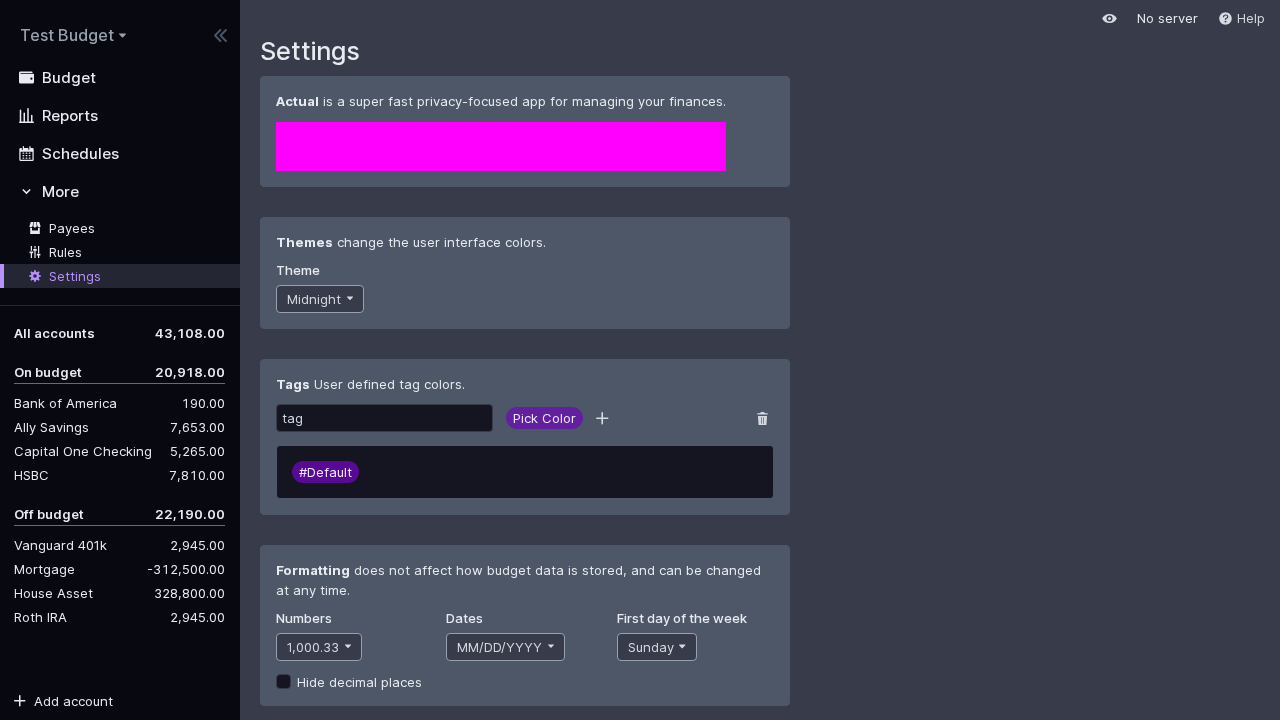 Test Budget
Budget
Reports
Schedules
More
Payees
Rules
Settings
All accounts 43,108.00
On budget 20,918.00
Bank of America 190.00
Ally Savings 7,653.00
Capital One Checking 5,265.00
HSBC 7,810.00
Off budget 22,190.00
Vanguard 401k 2,945.00
Mortgage -312,500.00
House Asset 328,800.00
Roth IRA 2,945.00
Add account
No server Help
Settings
Actual is a super fast privacy-focused app for managing your finances.
Themes change the user interface colors.
Theme
Midnight
Tags User defined tag colors.
tag Pick Color
#Default
Formatting does not affect how budget data is stored, and can be changed
at any time.
Numbers Dates First day of the week
1,000.33 MM/DD/YYYY Sunday
Hide decimal places